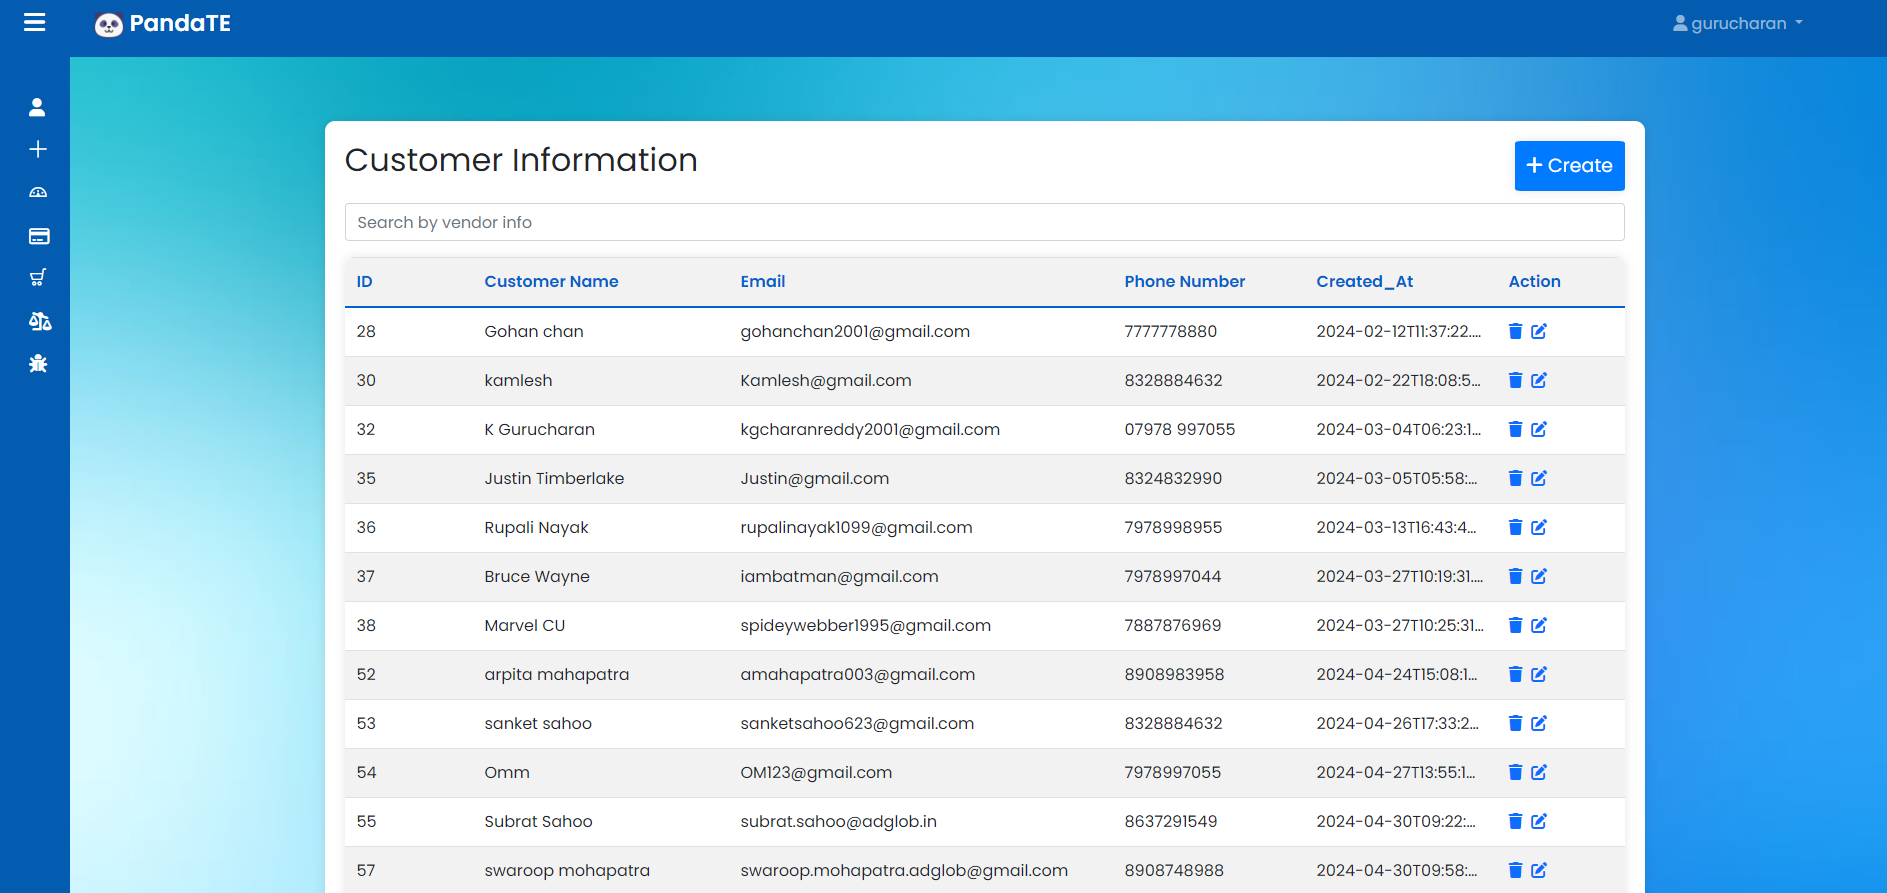 PandaTE
gurucharan
Customer Information
+ Create
Search by vendor info
ID Customer Name Email Phone Number Created_At Action
28 Gohan chan gohanchan2001@gmail.com 7777778880 2024-02-12T11:37:22....
30 kamlesh Kamlesh@gmail.com 8328884632 2024-02-22T18:08:5...
32 K Gurucharan kgcharanreddy2001@gmail.com 07978 997055 2024-03-04T06:23:1...
35 Justin Timberlake Justin@gmail.com 8324832990 2024-03-05T05:58:...
36 Rupali Nayak rupalinayak1099@gmail.com 7978998955 2024-03-13T16:43:4...
37 Bruce Wayne iambatman@gmail.com 7978997044 2024-03-27T10:19:31....
38 Marvel CU spideywebber1995@gmail.com 7887876969 2024-03-27T10:25:31...
52 arpita mahapatra amahapatra003@gmail.com 8908983958 2024-04-24T15:08:1...
53 sanket sahoo sanketsahoo623@gmail.com 8328884632 2024-04-26T17:33:2...
54 Omm OM123@gmail.com 7978997055 2024-04-27T13:55:1...
55 Subrat Sahoo subrat.sahoo@adglob.in 8637291549 2024-04-30T09:22:...
57 swaroop mohapatra swaroop.mohapatra.adglob@gmail.com 8908748988 2024-04-30T09:58:...